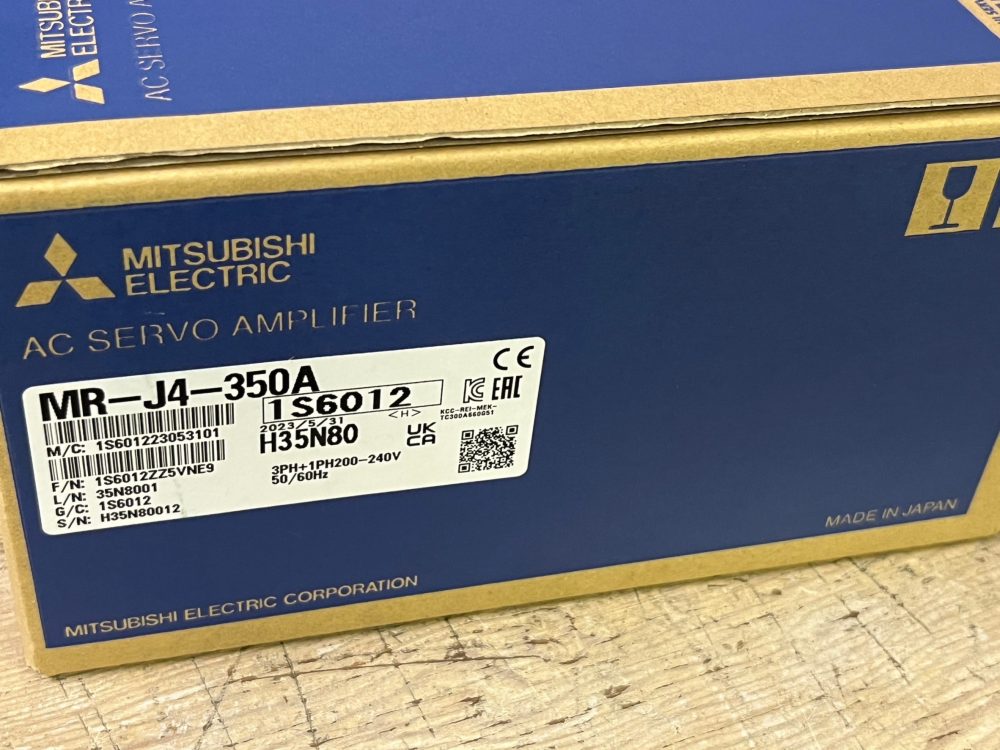 MITSUBISHI
ELECTRIC
AC SERVO
MITSUBISHI
ELECTRIC
AC SERVO AMPLIFIER
MR-J4-350A
1S6012
2023/5/31 <H>
H35N80
M/C: 1S601223053101
F/N: 1S6012ZZ5VNE9
L/N: 35N8001
G/C: 1S6012
S/N: H35N80012
3PH+1PH200-240V
50/60Hz
CE
EAC
KCC-REI-MEK-
TC300A660G51
UK
CA
MADE IN JAPAN
MITSUBISHI ELECTRIC CORPORATION